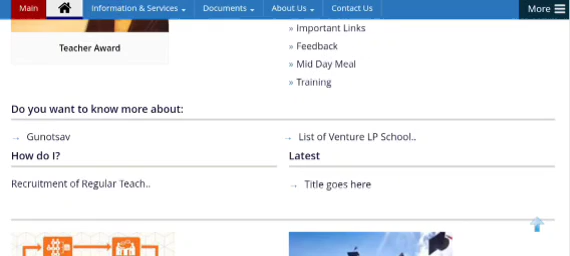 Main Information & Services Documents About Us Contact Us More
Teacher Award
» Important Links
» Feedback
» Mid Day Meal
» Training
Do you want to know more about:
→ Gunotsav
→ List of Venture LP School..
How do I?
Latest
Recruitment of Regular Teach..
→ Title goes here